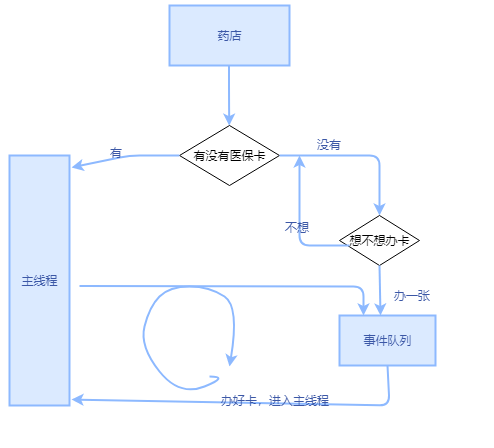 药店
有没有医保卡
有
没有
不想
想不想办卡
主线程
办一张
事件队列
办好卡，进入主线程